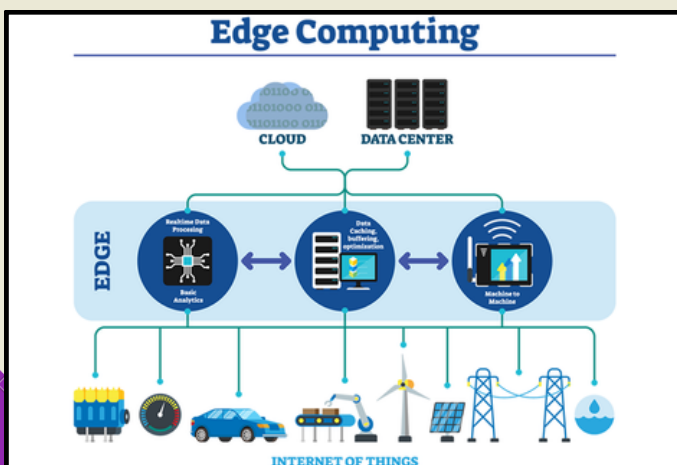 Edge Computing
CLOUD
DATA CENTER
EDGE
Realtime Data
Procesing
Basic
Analytics
Data
Caching,
buffering,
optimization
Machine to
Machine
INTERNET OF THINGS